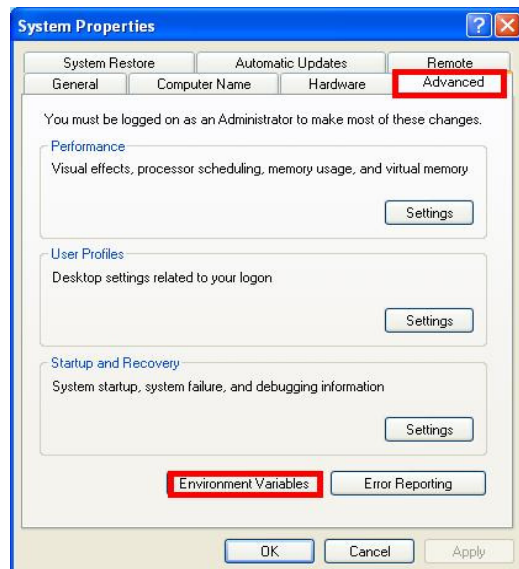 System Properties
System Restore Automatic Updates Remote
General Computer Name Hardware Advanced
You must be logged on as an Administrator to make most of these changes.
Performance
Visual effects, processor scheduling, memory usage, and virtual memory
Settings
User Profiles
Desktop settings related to your logon
Settings
Startup and Recovery
System startup, system failure, and debugging information
Settings
Environment Variables Error Reporting
OK Cancel Apply